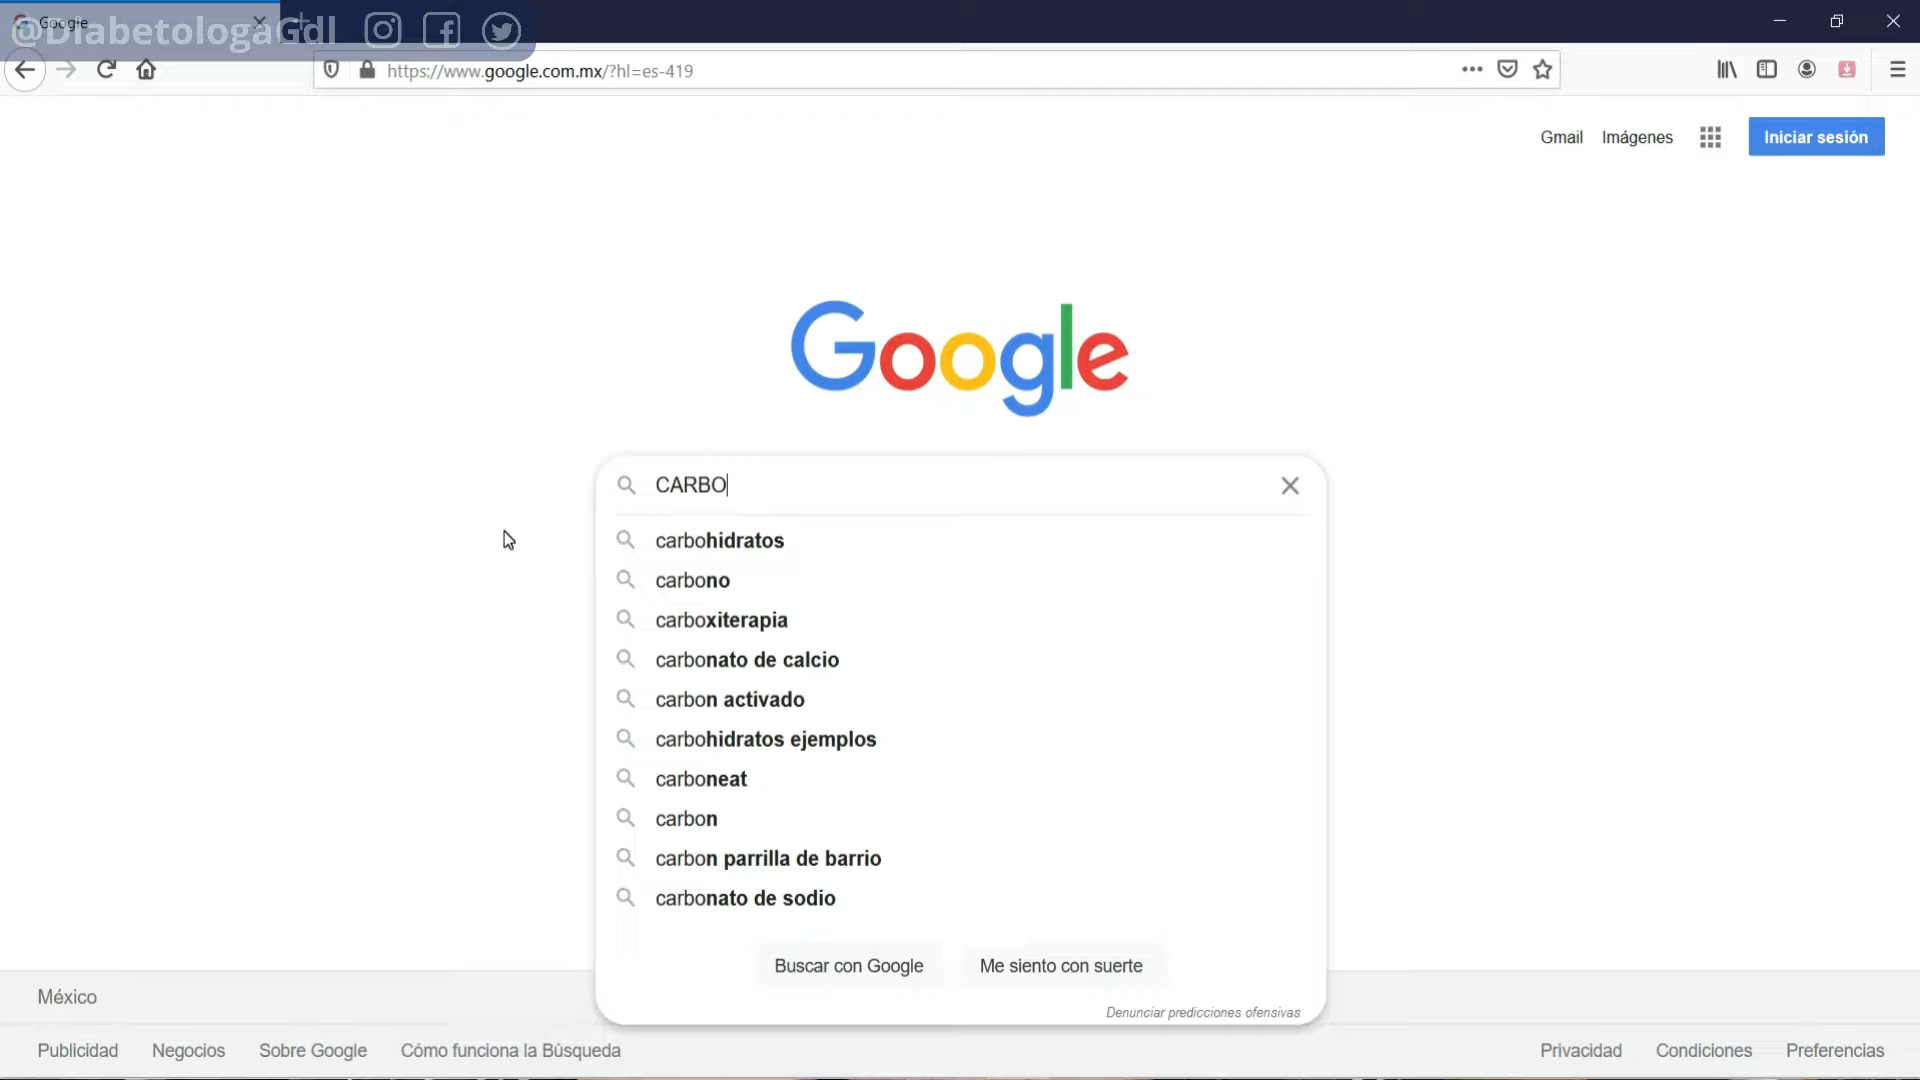 Google
@DiabetologaGdl
https://www.google.com.mx/?hl=es-419
Gmail Imágenes Iniciar sesión
Google
CARBO
carbohidratos
carbono
carboxiterapia
carbonato de calcio
carbon activado
carbohidratos ejemplos
carboneat
carbon
carbon parrilla de barrio
carbonato de sodio
Buscar con Google Me siento con suerte
Denunciar predicciones ofensivas
México
Publicidad Negocios Sobre Google Cómo funciona la Búsqueda Privacidad Condiciones Preferencias